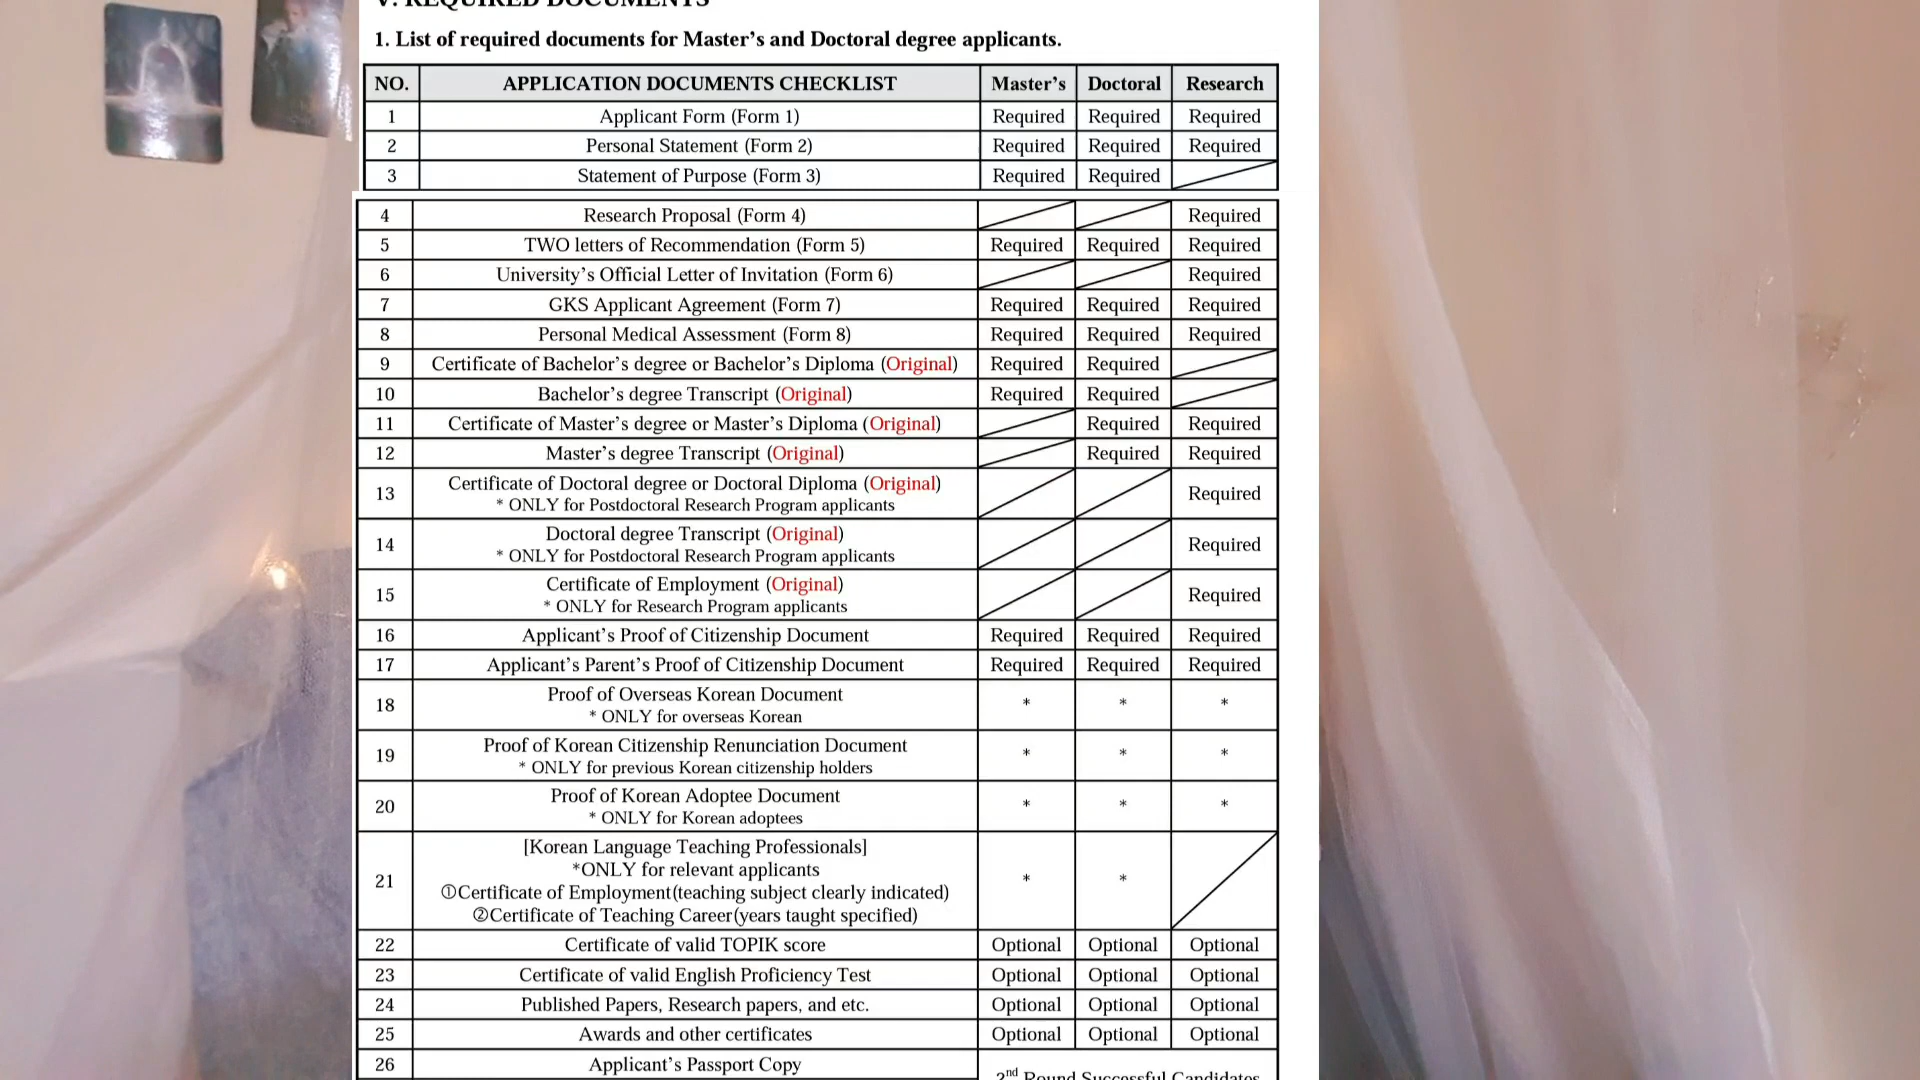 V. REQUIRED DOCUMENTS
1. List of required documents for Master's and Doctoral degree applicants.
NO. APPLICATION DOCUMENTS CHECKLIST Master's Doctoral Research
1 Applicant Form (Form 1) Required Required Required
2 Personal Statement (Form 2) Required Required Required
3 Statement of Purpose (Form 3) Required Required
4 Research Proposal (Form 4) Required
5 TWO letters of Recommendation (Form 5) Required Required Required
6 University's Official Letter of Invitation (Form 6) Required
7 GKS Applicant Agreement (Form 7) Required Required Required
8 Personal Medical Assessment (Form 8) Required Required Required
9 Certificate of Bachelor's degree or Bachelor's Diploma (Original) Required Required
10 Bachelor's degree Transcript (Original) Required Required
11 Certificate of Master's degree or Master's Diploma (Original) Required Required
12 Master's degree Transcript (Original) Required Required
13 Certificate of Doctoral degree or Doctoral Diploma (Original) Required
* ONLY for Postdoctoral Research Program applicants
14 Doctoral degree Transcript (Original) Required
* ONLY for Postdoctoral Research Program applicants
15 Certificate of Employment (Original) Required
* ONLY for Research Program applicants
16 Applicant's Proof of Citizenship Document Required Required Required
17 Applicant's Parent's Proof of Citizenship Document Required Required Required
18 Proof of Overseas Korean Document * * *
* ONLY for overseas Korean
19 Proof of Korean Citizenship Renunciation Document * * *
* ONLY for previous Korean citizenship holders
20 Proof of Korean Adoptee Document * * *
* ONLY for Korean adoptees
21 [Korean Language Teaching Professionals] * *
*ONLY for relevant applicants
①Certificate of Employment(teaching subject clearly indicated)
②Certificate of Teaching Career(years taught specified)
22 Certificate of valid TOPIK score Optional Optional Optional
23 Certificate of valid English Proficiency Test Optional Optional Optional
24 Published Papers, Research papers, and etc. Optional Optional Optional
25 Awards and other certificates Optional Optional Optional
26 Applicant's Passport Copy
2nd Round Successful Candidates